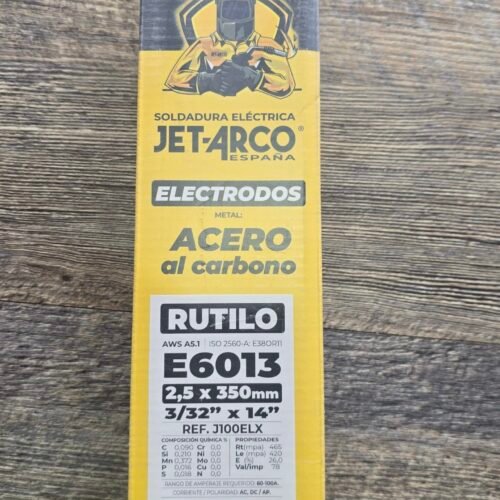 SOLDADURA ELÉCTRICA
JET-ARCO®
ESPAÑA
ELECTRODOS
METAL:
ACERO
al carbono
RUTILO
AWS A5.1 | ISO 2560-A: E380R11
E6013
2,5 x 350mm
3/32" x 14"
REF. J100ELX
COMPOSICIÓN QUÍMICA % PROPIEDADES
C 0.090 Cr 0,0 Rt(mpa) 465
Si 0,210 Ni 0,0 Le (mpa) 420
Mn 0,372 Mo 0,0 E (%) 26,0
P 0,016 Cu 0,0 Val/imp 78
S 0,018 N 0,0
RANGO DE AMPERAJE REQUERIDO: 60-100A.
CORRIENTE / POLARIDAD: AC, DC / AP.